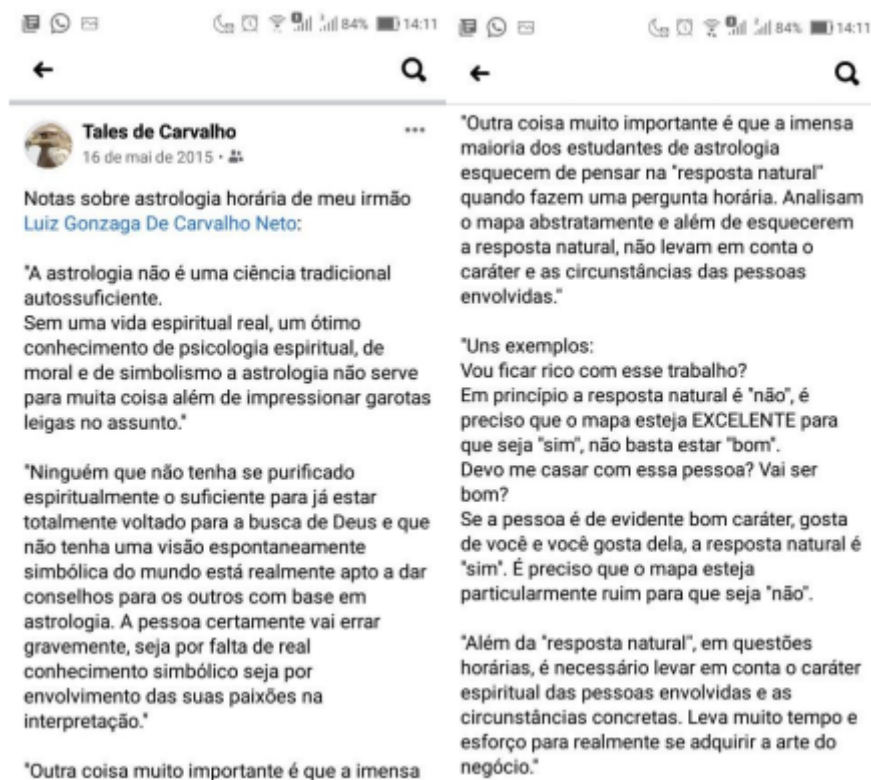 84% 14:11
Tales de Carvalho
16 de mai de 2015 ·
Notas sobre astrologia horária de meu irmão
Luiz Gonzaga De Carvalho Neto:
"A astrologia não é uma ciência tradicional
autossuficiente.
Sem uma vida espiritual real, um ótimo
conhecimento de psicologia espiritual, de
moral e de simbolismo a astrologia não serve
para muita coisa além de impressionar garotas
leigas no assunto."
"Ninguém que não tenha se purificado
espiritualmente o suficiente para já estar
totalmente voltado para a busca de Deus e que
não tenha uma visão espontaneamente
simbólica do mundo está realmente apto a dar
conselhos para os outros com base em
astrologia. A pessoa certamente vai errar
gravemente, seja por falta de real
conhecimento simbólico seja por
envolvimento das suas paixões na
interpretação."
"Outra coisa muito importante é que a imensa
84% 14:11
"Outra coisa muito importante é que a imensa
maioria dos estudantes de astrologia
esquecem de pensar na "resposta natural"
quando fazem uma pergunta horária. Analisam
o mapa abstratamente e além de esquecerem
a resposta natural, não levam em conta o
caráter e as circunstâncias das pessoas
envolvidas."
"Uns exemplos:
Vou ficar rico com esse trabalho?
Em princípio a resposta natural é "não", é
preciso que o mapa esteja EXCELENTE para
que seja "sim", não basta estar "bom".
Devo me casar com essa pessoa? Vai ser
bom?
Se a pessoa é de evidente bom caráter, gosta
de você e você gosta dela, a resposta natural é
"sim". É preciso que o mapa esteja
particularmente ruim para que seja "não".
"Além da "resposta natural", em questões
horárias, é necessário levar em conta o caráter
espiritual das pessoas envolvidas e as
circunstâncias concretas. Leva muito tempo e
esforço para realmente se adquirir a arte do
negócio."